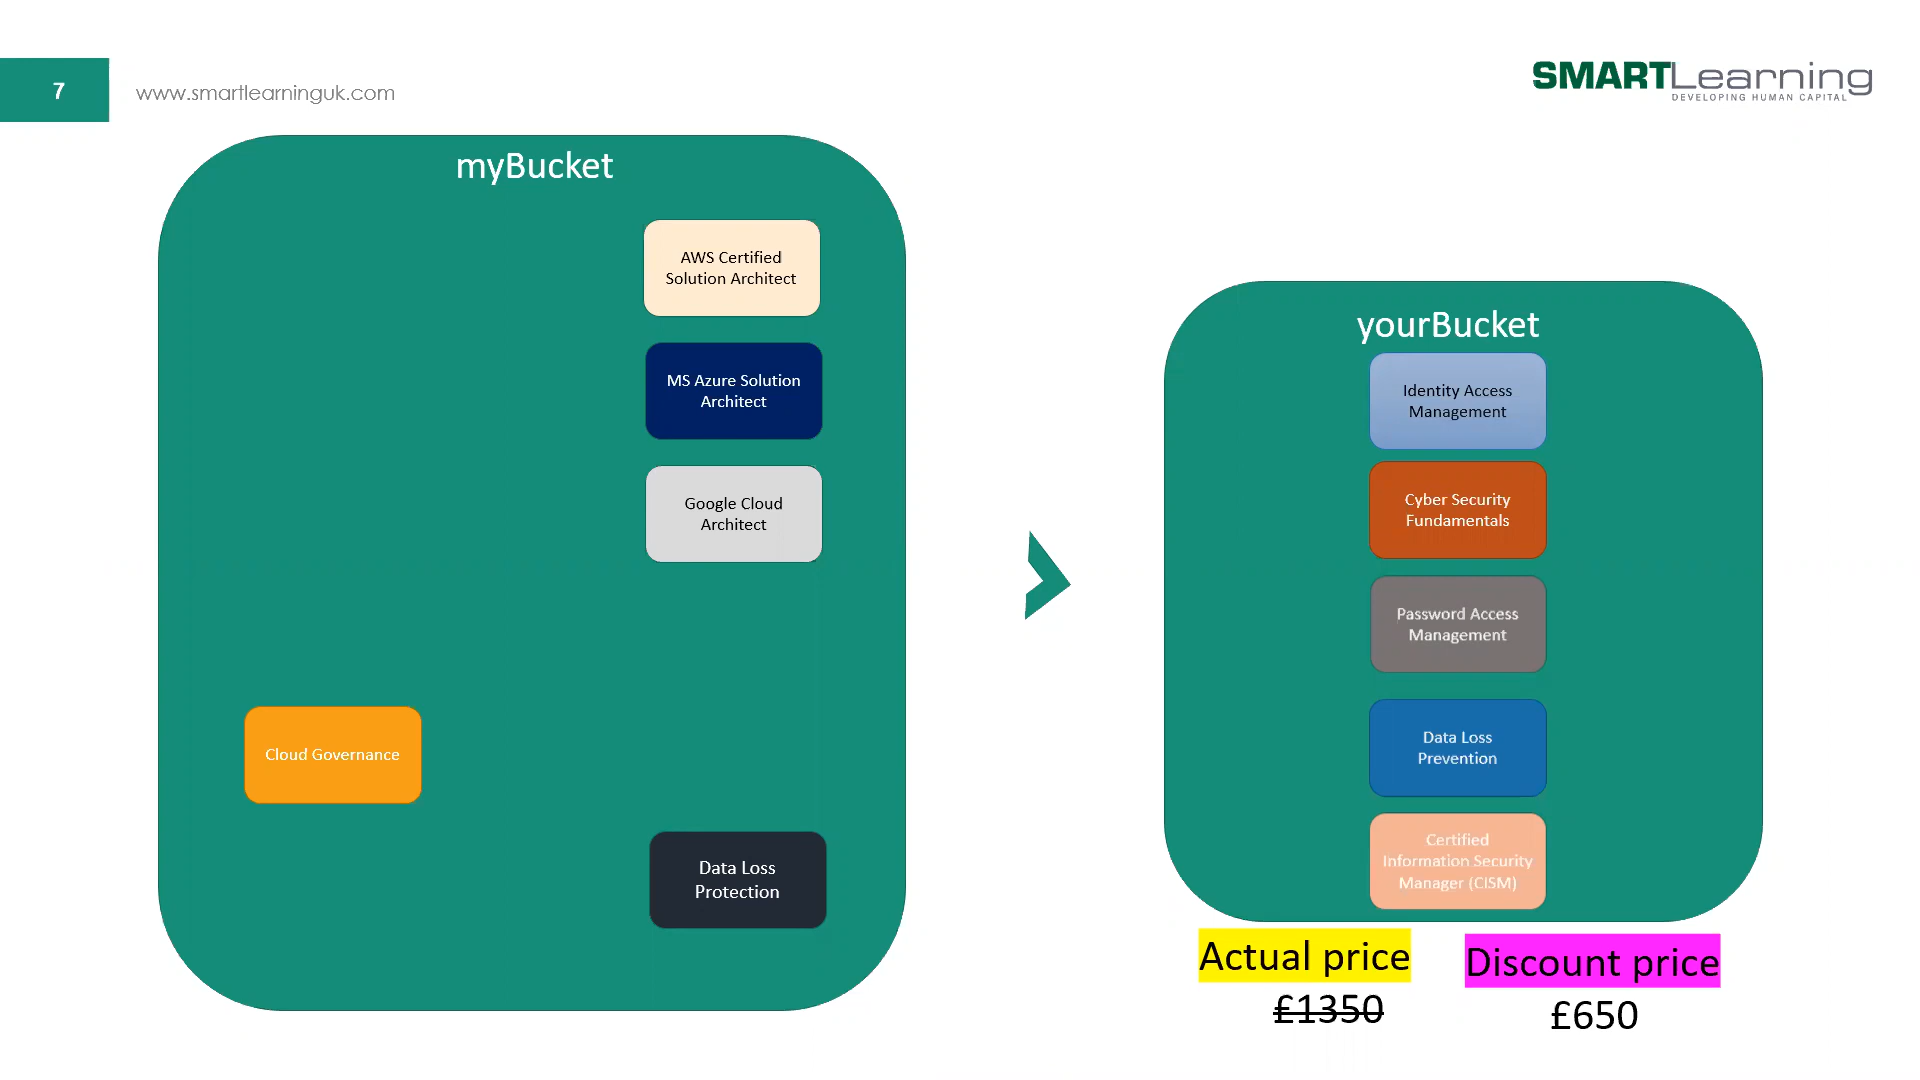 7
www.smartlearninguk.com
SMARTLearning
DEVELOPING HUMAN CAPITAL
myBucket
AWS Certified
Solution Architect
MS Azure Solution
Architect
Google Cloud
Architect
Cloud Governance
Data Loss
Protection
yourBucket
Identity Access
Management
Cyber Security
Fundamentals
Password Access
Management
Data Loss
Prevention
Certified
Information Security
Manager (CISM)
Actual price
£1350
Discount price
£650